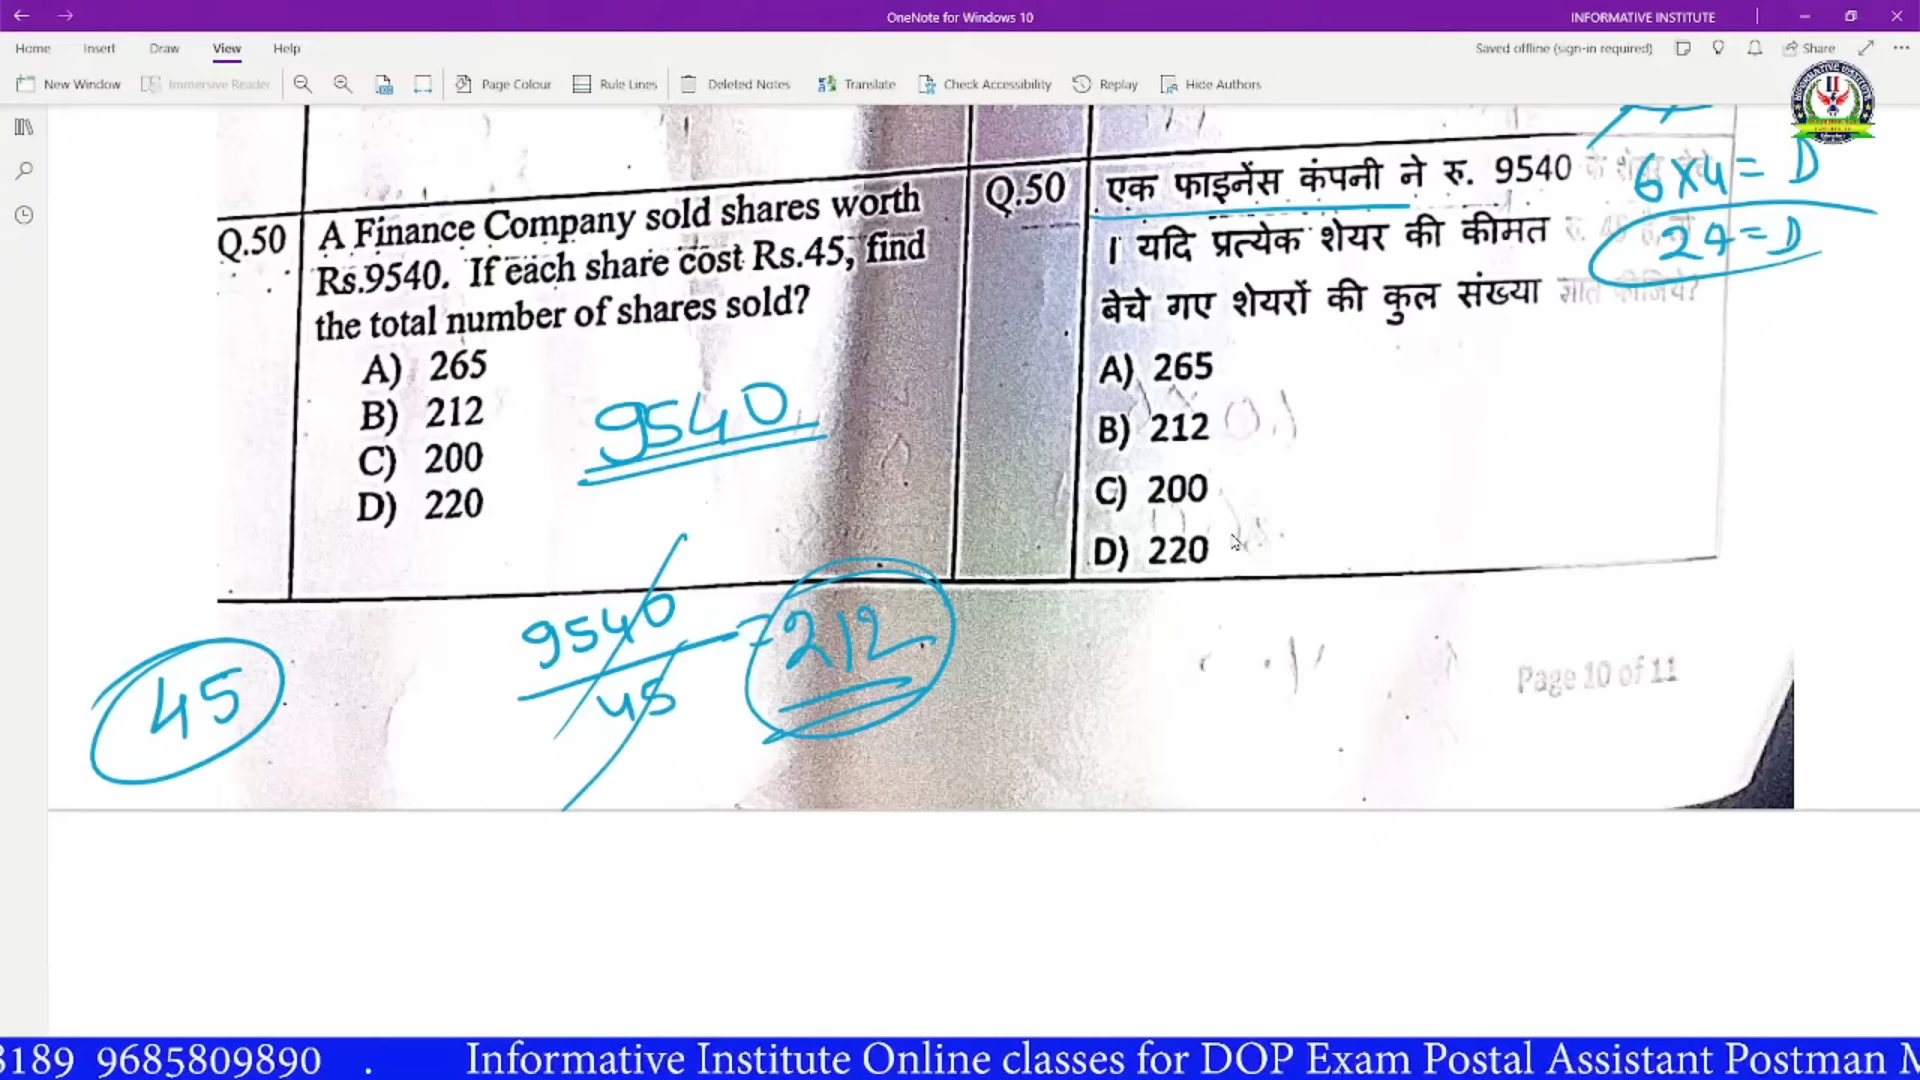 OneNote for Windows 10
INFORMATIVE INSTITUTE
Home Insert Draw View Help
Saved offline (sign-in required) Share
New Window Immersive Reader Page Colour Rule Lines Deleted Notes Translate Check Accessibility Replay Hide Authors
Q.50 A Finance Company sold shares worth
Rs.9540. If each share cost Rs.45, find
the total number of shares sold?
A) 265
B) 212
C) 200
D) 220
9540
Q.50 एक फाइनेंस कंपनी ने रु. 9540
। यदि प्रत्येक शेयर की कीमत
बेचे गए शेयरों की कुल संख्या ज्ञात कीजिये?
A) 265
B) 212
C) 200
D) 220
6×4=D
24=D
45
9540
45
=212
Page 10 of 11
3189 9685809890 . Informative Institute Online classes for DOP Exam Postal Assistant Postman M